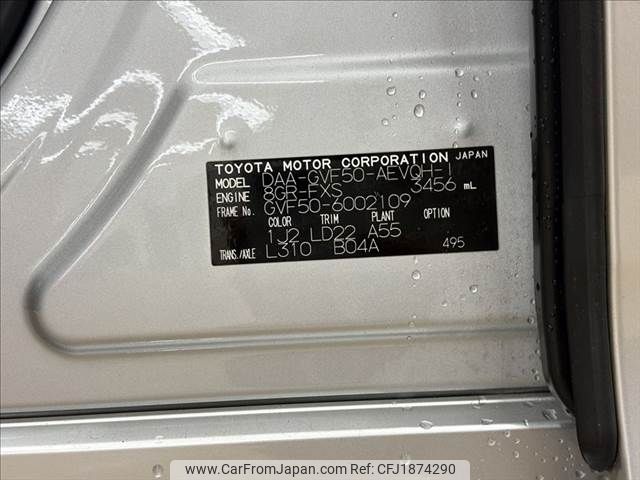 TOYOTA MOTOR CORPORATION JAPAN
MODEL DAA-GVF50-AEVQH-1
ENGINE 8GR-FXS 3456 mL
FRAME No. GVF50-6002109
COLOR TRIM PLANT OPTION
1J2 LD22 A55
TRANS./AXLE L310 B04A 495
www.CarFromJapan.com - Ref.No: CFJ1874290